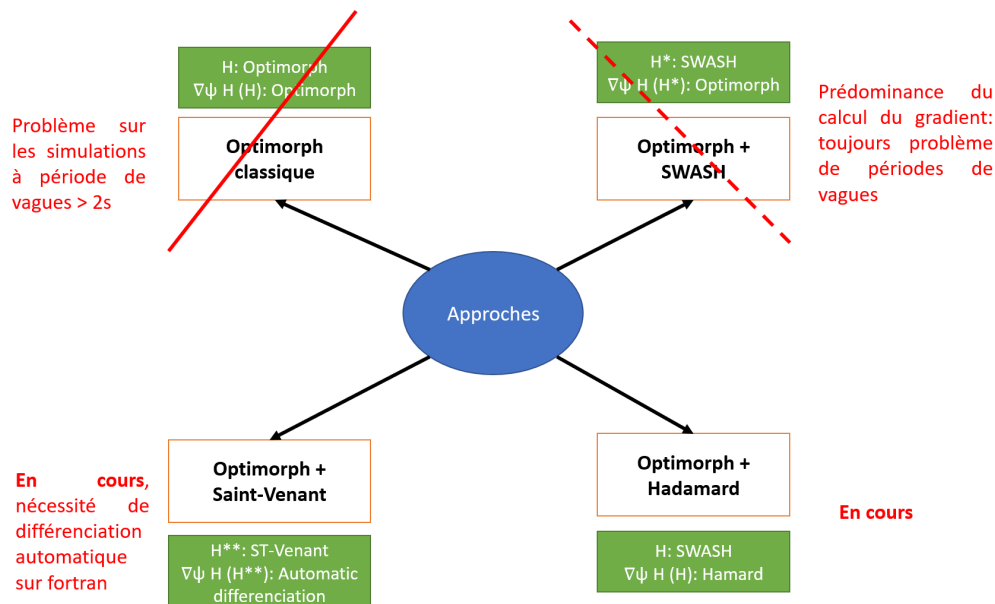 H: Optimorph
∇ψ H (H): Optimorph
Optimorph
classique
Problème sur
les simulations
à période de
vagues > 2s
H*: SWASH
∇ψ H (H*): Optimorph
Optimorph +
SWASH
Prédominance du
calcul du gradient:
toujours problème
de périodes de
vagues
Approches
Optimorph +
Saint-Venant
H**: ST-Venant
∇ψ H (H**): Automatic
differenciation
En cours,
nécessité de
différenciation
automatique
sur fortran
Optimorph +
Hadamard
H: SWASH
∇ψ H (H): Hamard
En cours